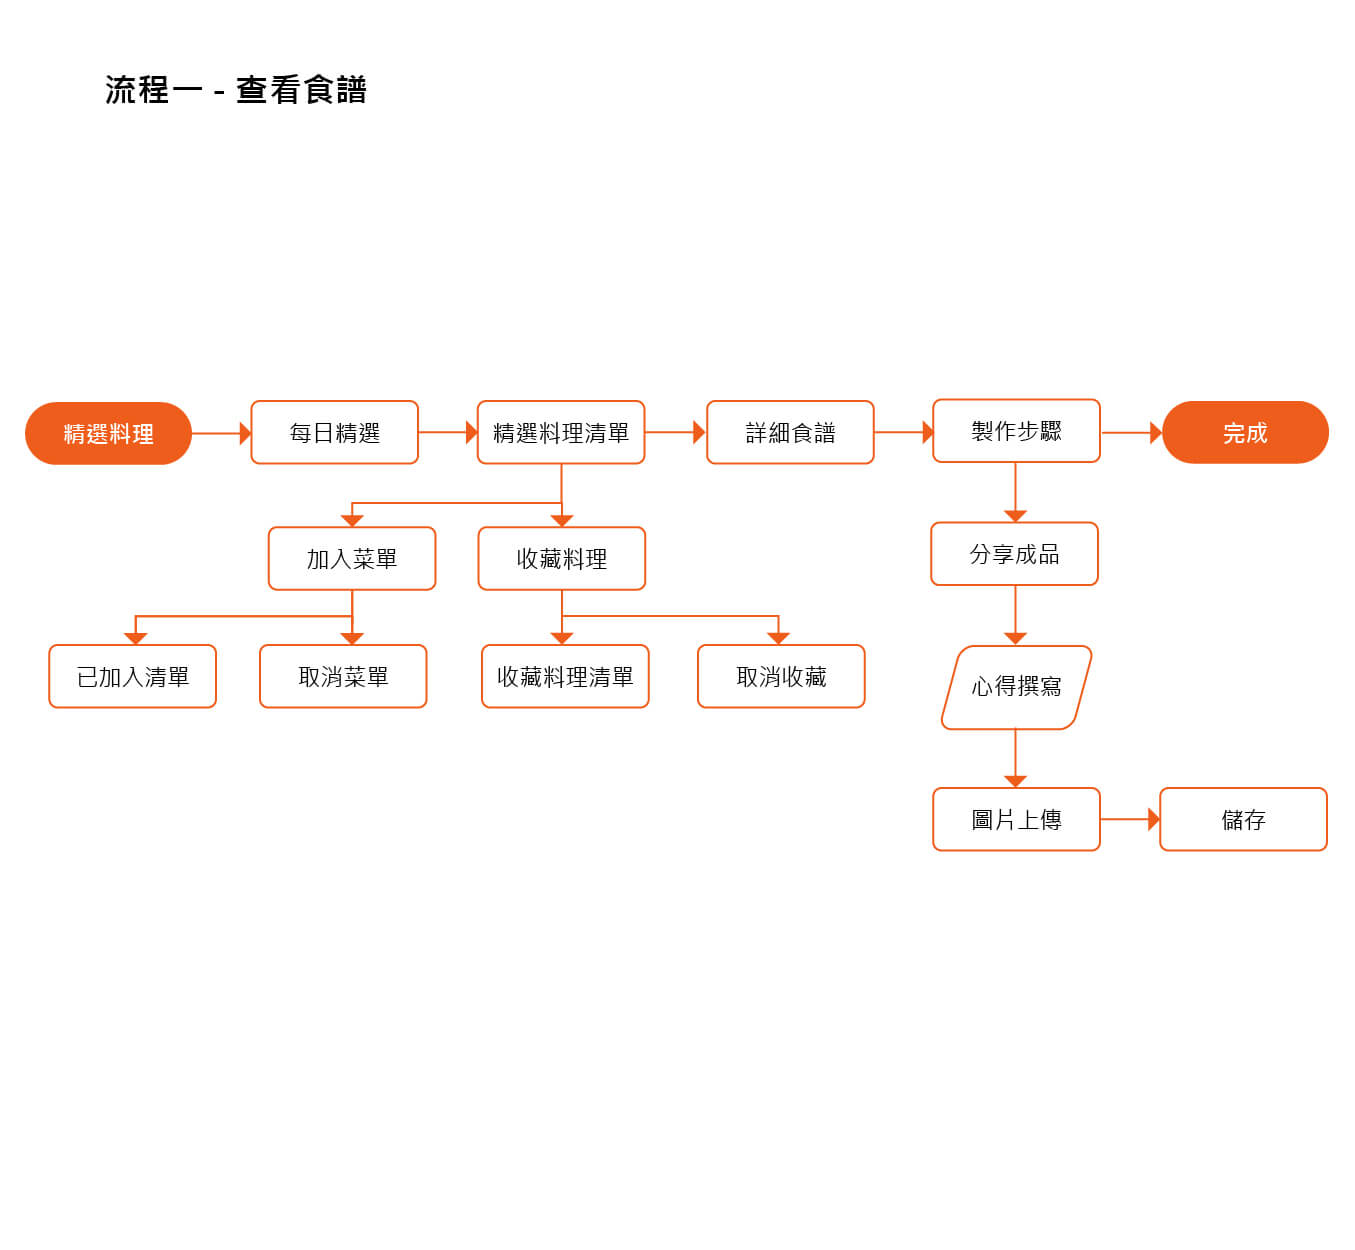 流程一 - 查看食譜
精選料理
每日精選
精選料理清單
詳細食譜
製作步驟
完成
加入菜單
收藏料理
分享成品
已加入清單
取消菜單
收藏料理清單
取消收藏
心得撰寫
圖片上傳
儲存